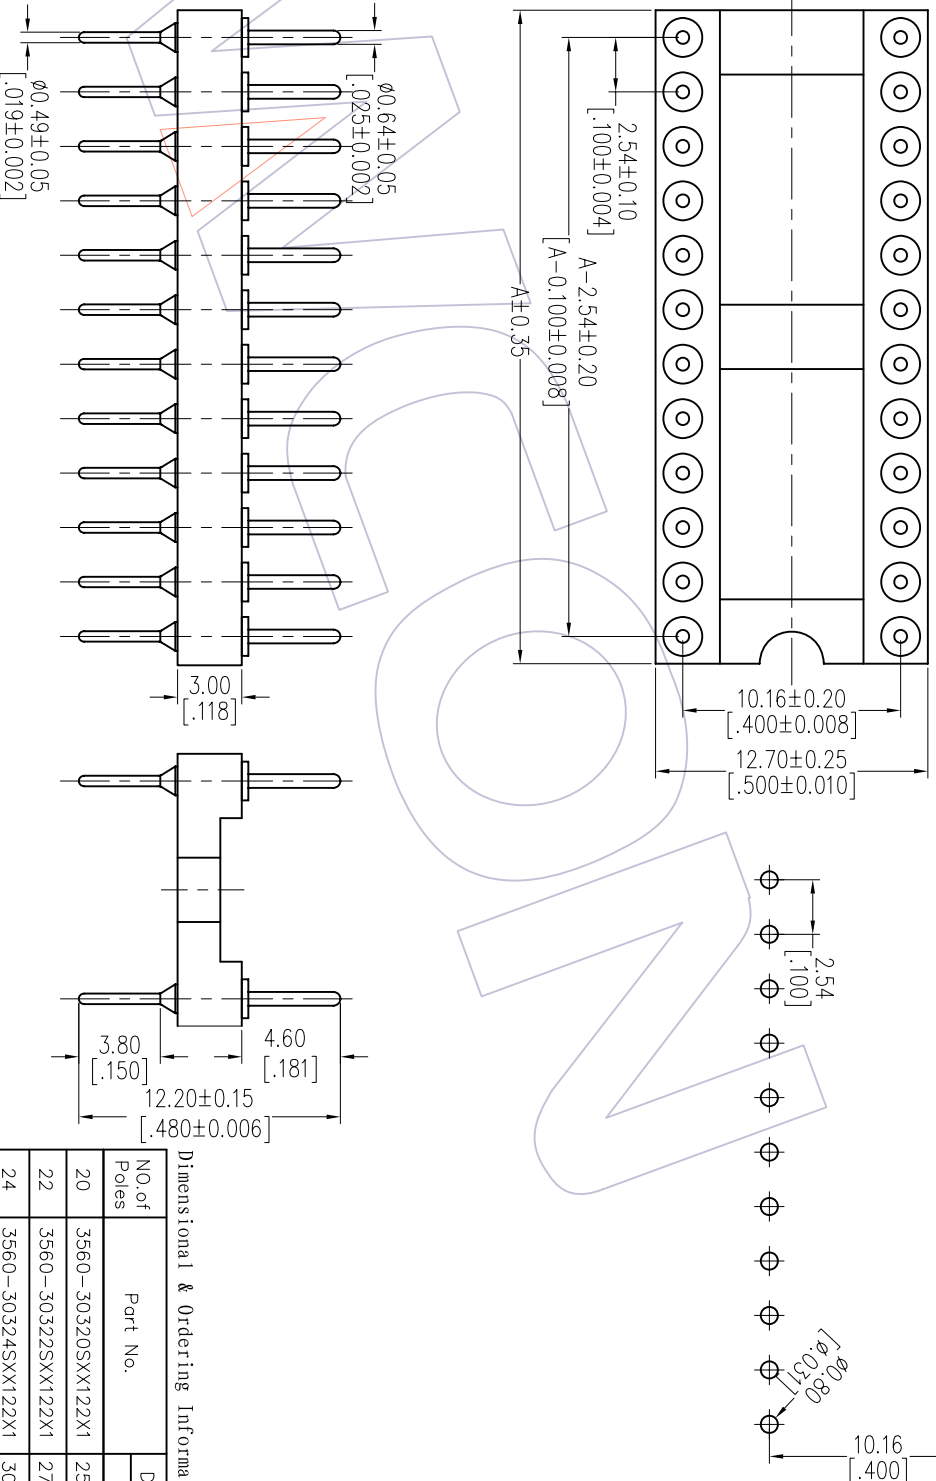 ø0.49±0.05
[.019±0.002]
ø0.64±0.05
[.025±0.002]
2.54±0.10
[.100±0.004]
A-2.54±0.20
[A-0.100±0.008]
A±0.35
10.16±0.20
[.400±0.008]
12.70±0.25
[.500±0.010]
3.00
[.118]
2.54
[.100]
3.80
[.150]
4.60
[.181]
12.20±0.15
[.480±0.006]
ø0.80
[ø.031]
10.16
[.400]
Dimensional & Ordering Informa
NO.of Poles
Part No.
D
20 3560-30320SXX122X1 25
22 3560-30322SXX122X1 27
24 3560-30324SXX122X1 30
WCON